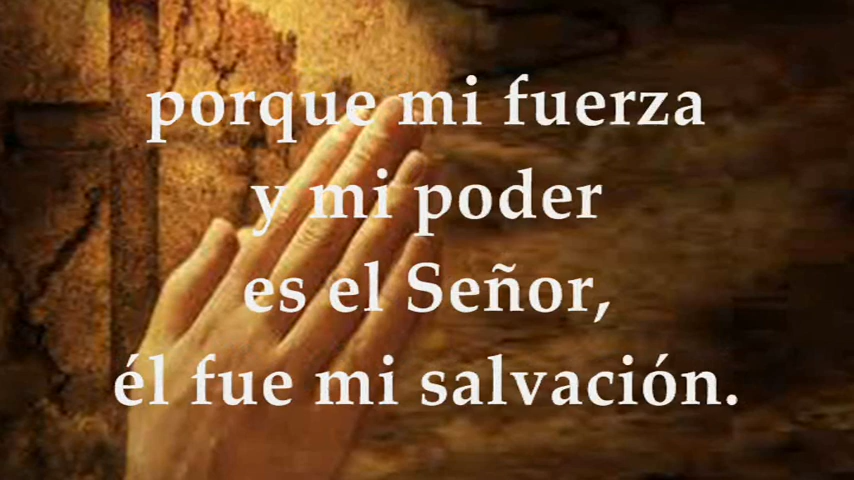 porque mi fuerza
y mi poder
es el Señor,
él fue mi salvación.